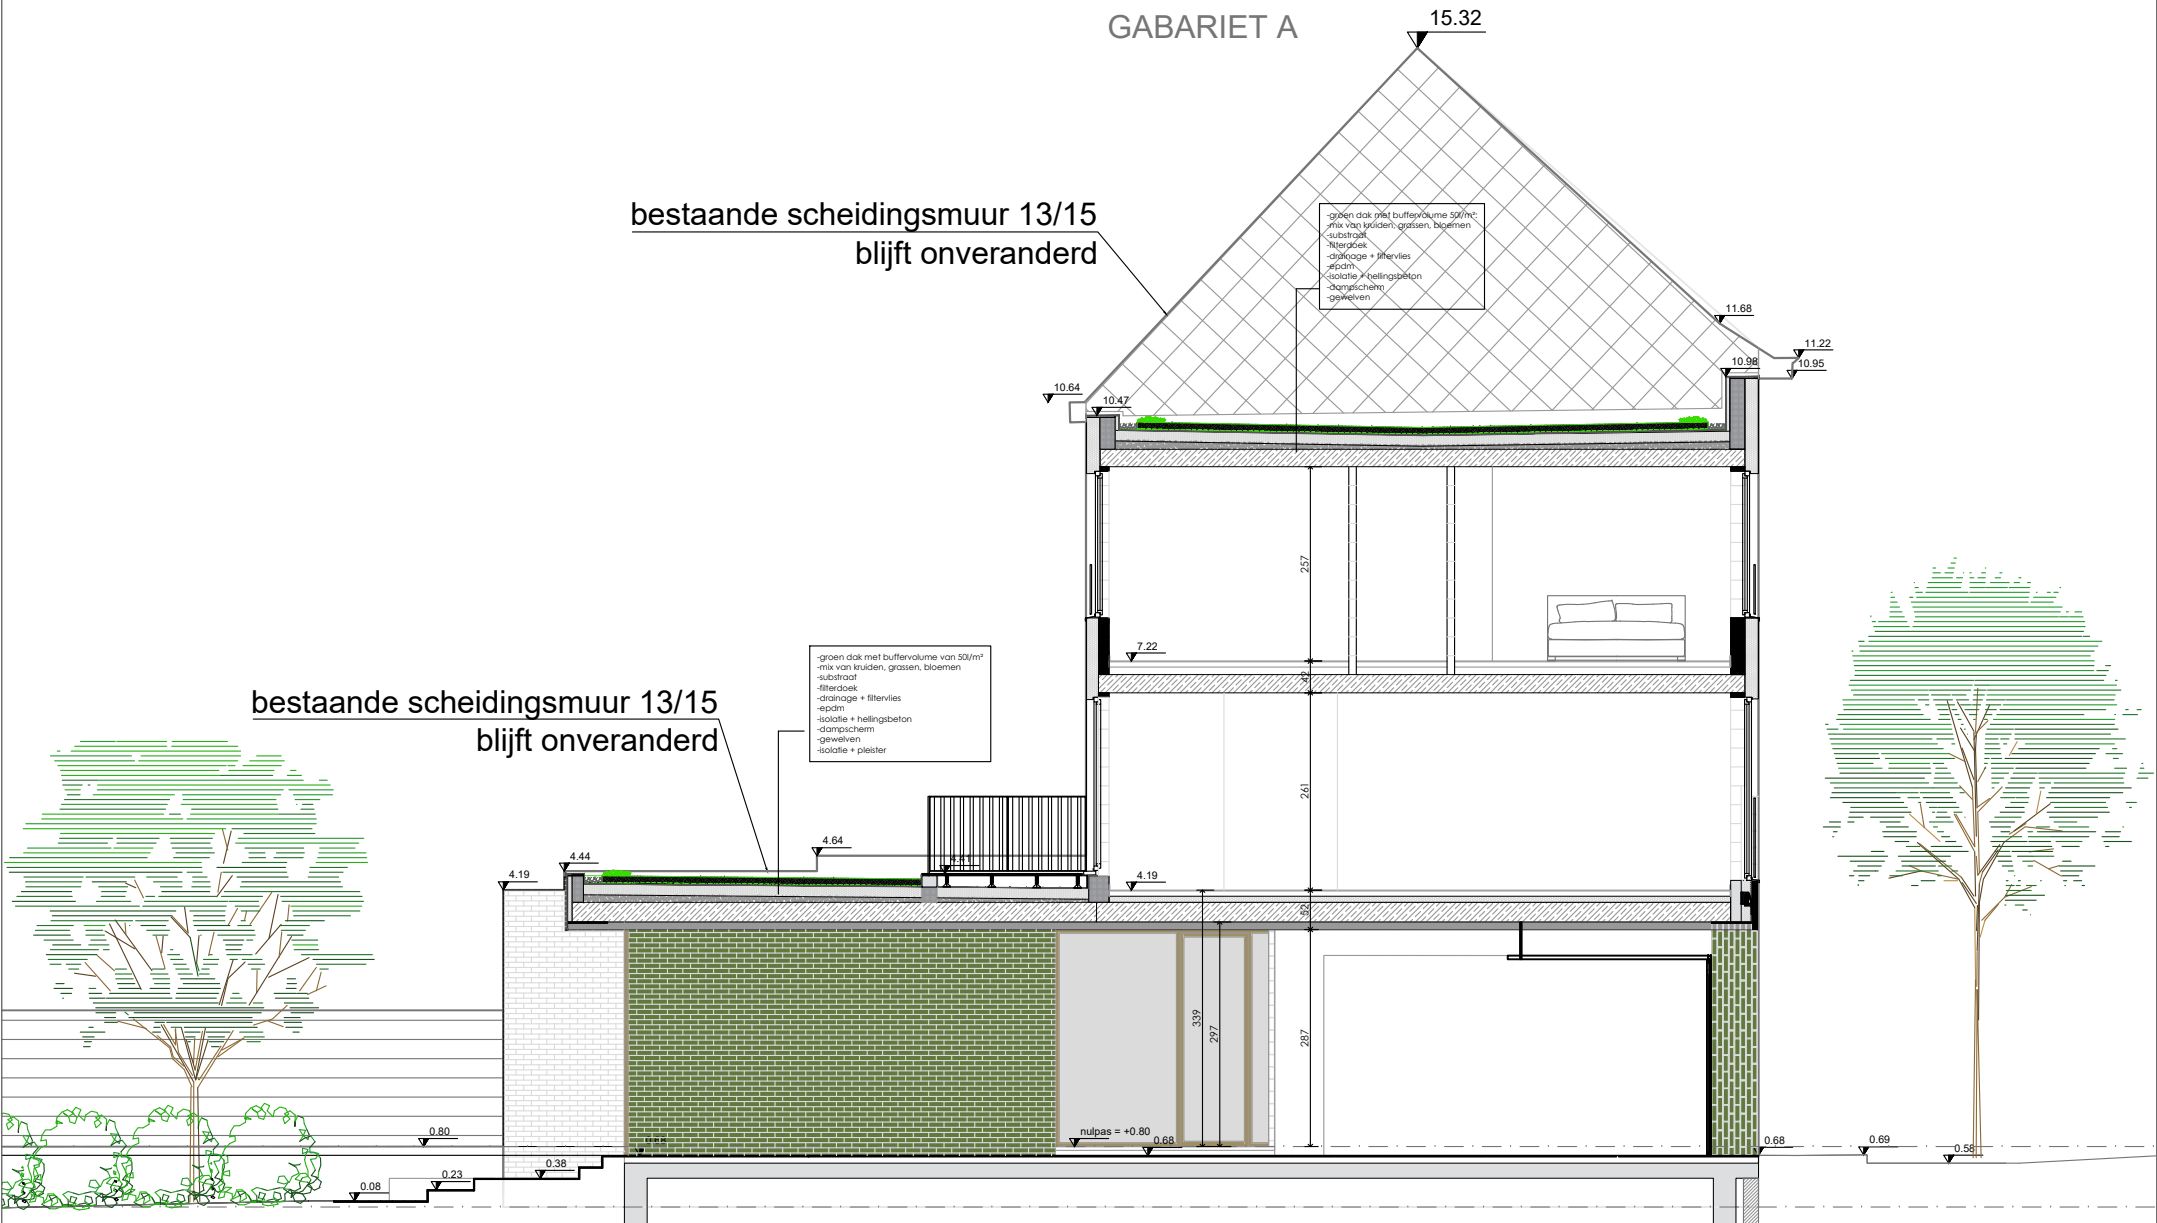 GABARIET A
15.32
bestaande scheidingsmuur 13/15
blijft onveranderd
-groen dak met buffervolume 50l/m²:
-mix van kruiden, grassen, bloemen
-substraat
-filterdoek
-drainage + filtervlies
-epdm
-isolatie + hellingsbeton
-dampscherm
-gewelven
11.68
11.22
10.98
10.95
10.64
10.47
257
7.22
42
-groen dak met buffervolume van 50l/m²
-mix van kruiden, grassen, bloemen
-substraat
-filterdoek
-drainage + filtervlies
-epdm
-isolatie + hellingsbeton
-dampscherm
-gewelven
-isolatie + pleister
bestaande scheidingsmuur 13/15
blijft onveranderd
261
4.64
4.44
4.41
4.19
4.19
52
339
297
287
nulpas = +0.80
0.80
0.68
0.68
0.69
0.58
0.38
0.23
0.08